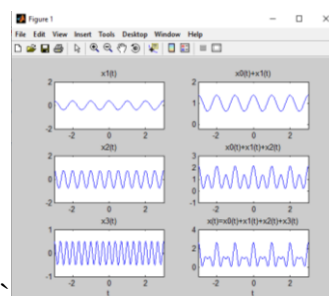 Figure 1
File Edit View Insert Tools Desktop Window Help
x1(t) x0(t)+x1(t)
2 2
0 1
-2 0
-2 0 2 -2 0 2
x2(t) x0(t)+x1(t)+x2(t)
2 3
0 2
-2 1
0
-1
-2 0 2 -2 0 2
x3(t) x(t)=x0(t)+x1(t)+x2(t)+x3(t)
1 4
0 2
-1 0
-2 0 2 -2 0 2
t t